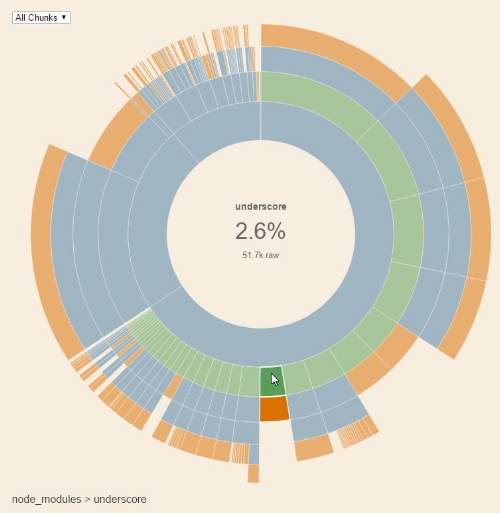 All Chunks
underscore
2.6%
51.7k raw
node_modules > underscore